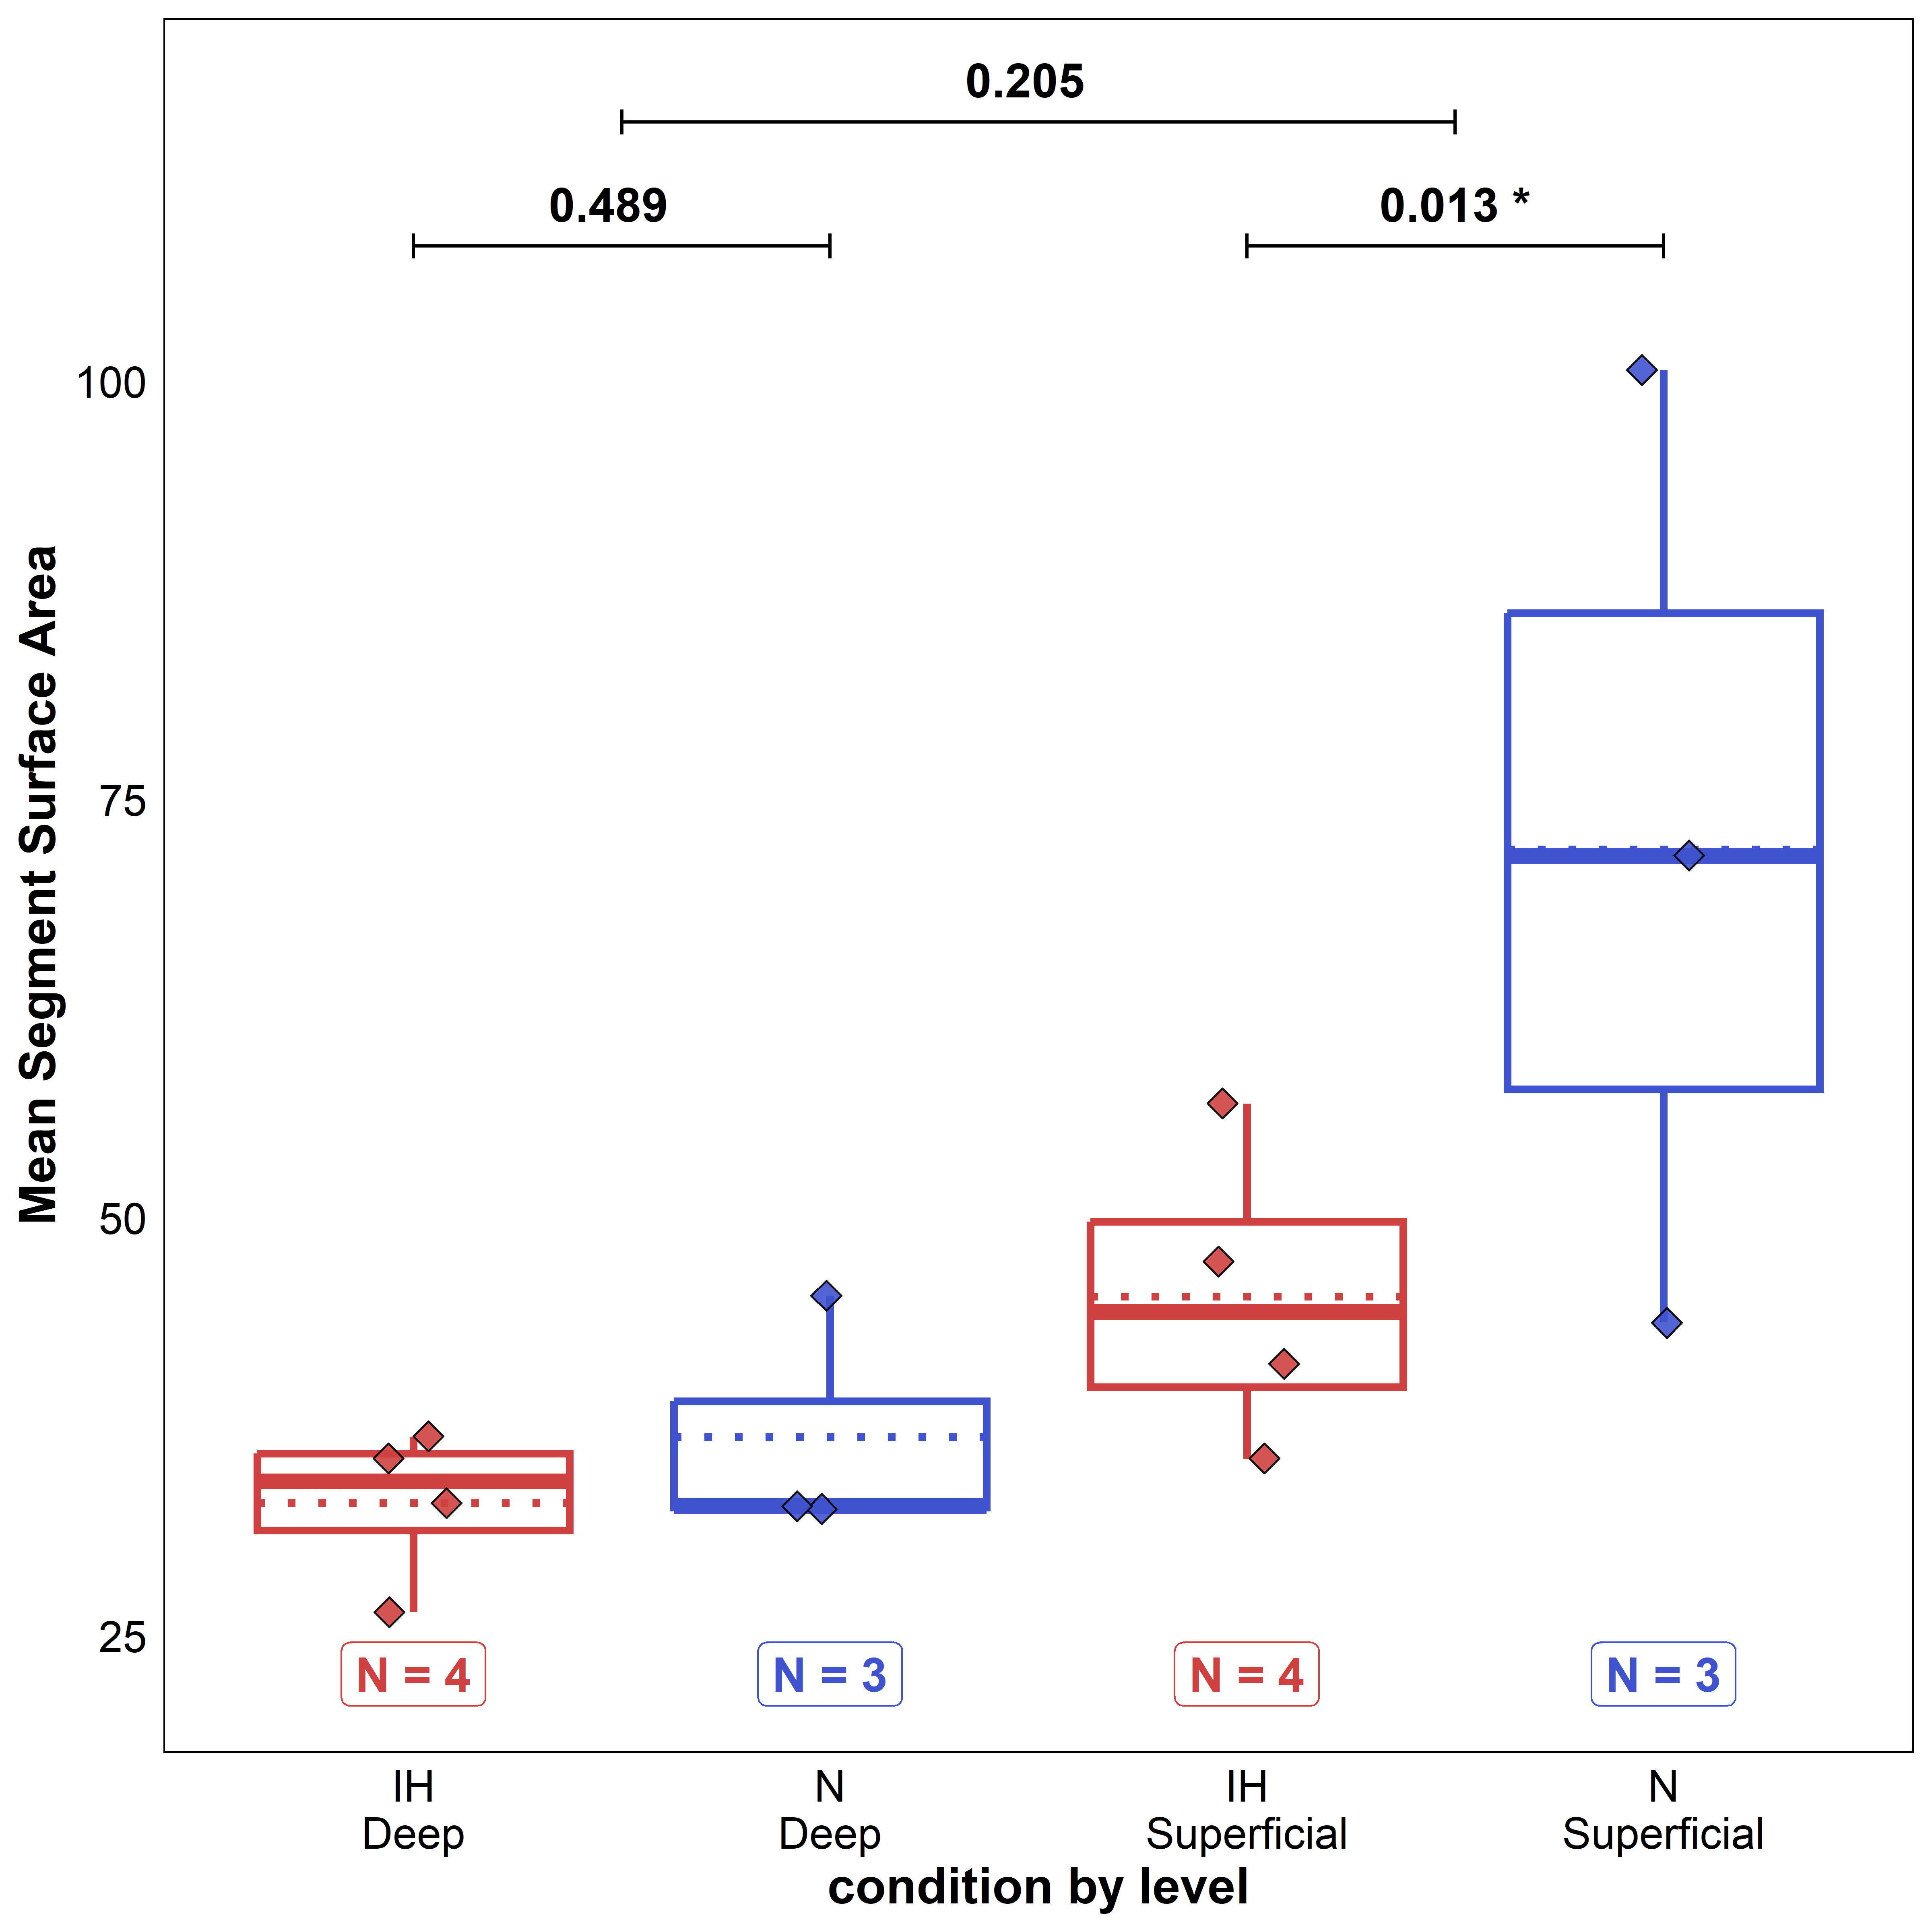 0.205
0.489
0.013 *
100
75
50
25
Mean Segment Surface Area
N = 4
N = 3
N = 4
N = 3
IH
Deep
N
Deep
IH
Superficial
N
Superficial
condition by level